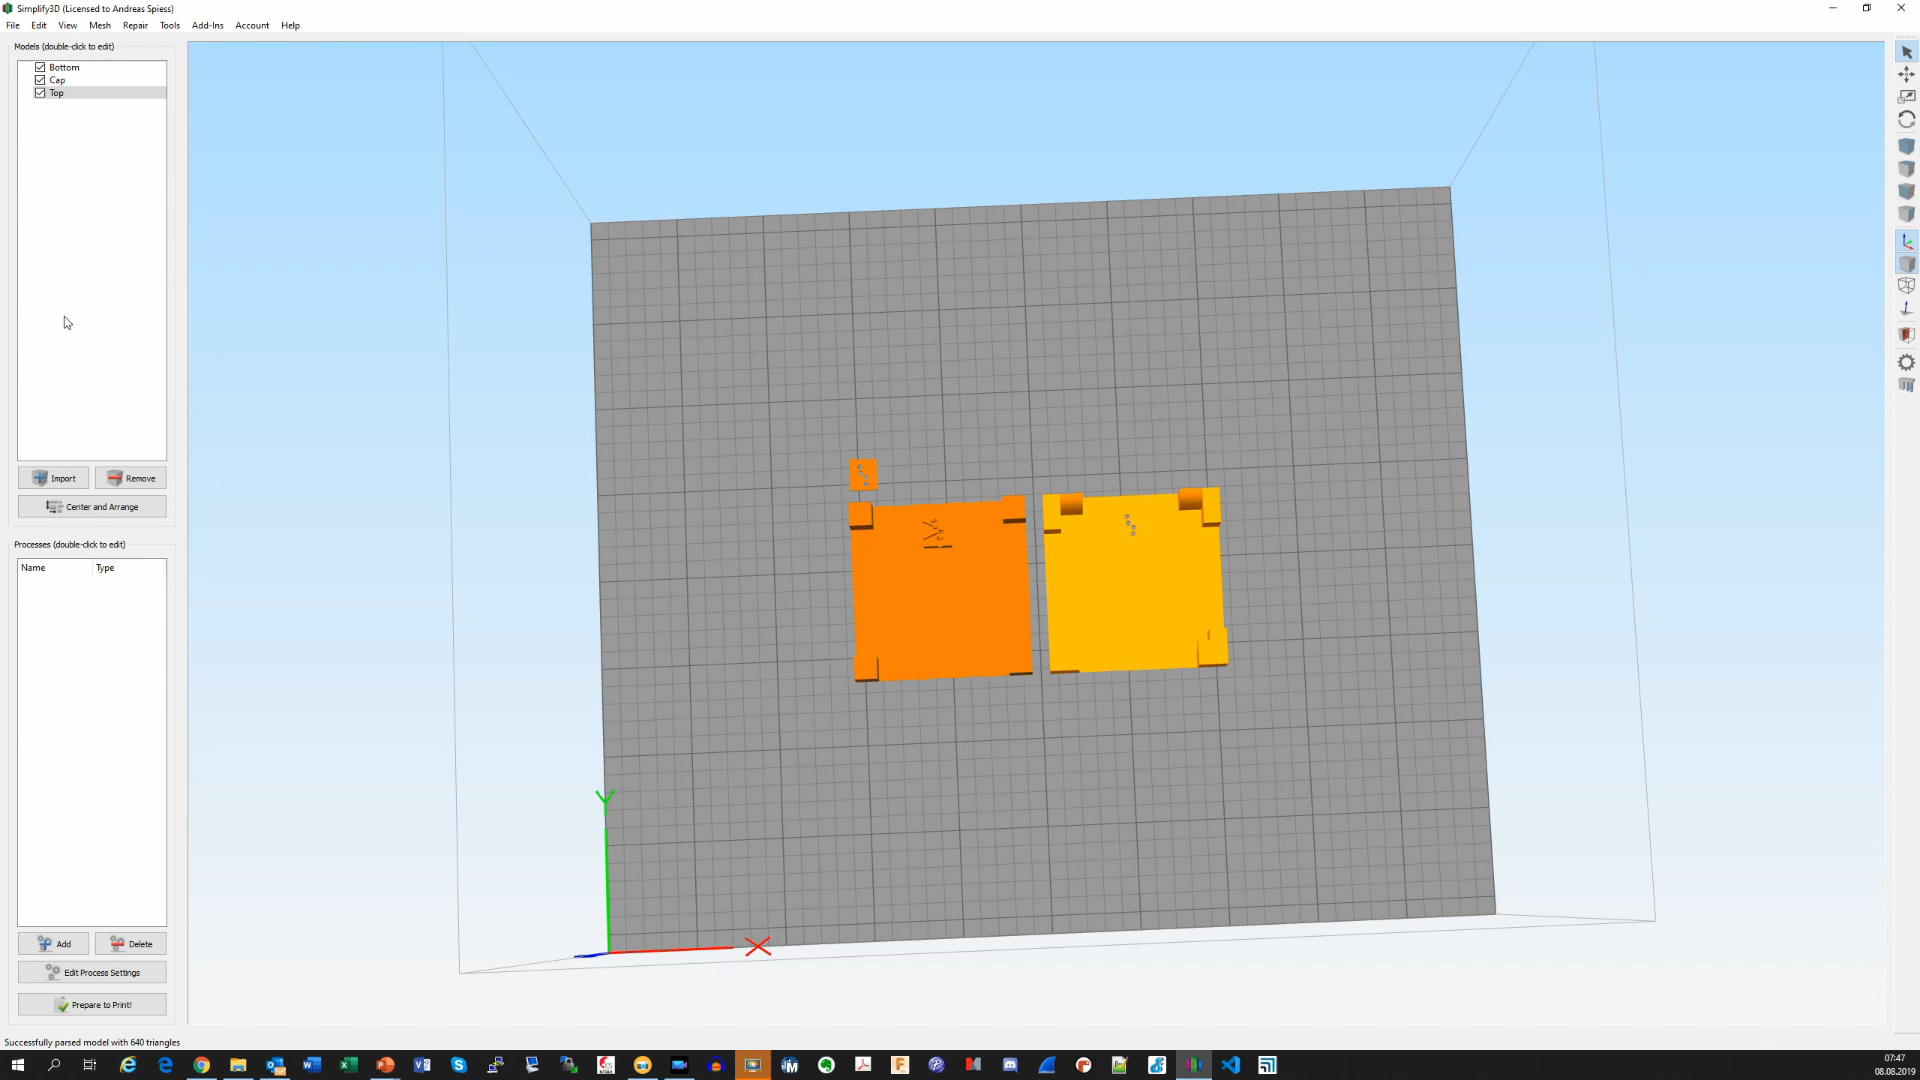 Simplify3D (Licensed to Andreas Spiess)
File Edit View Mesh Repair Tools Add-Ins Account Help
Models (double-click to edit)
Bottom
Cap
Top
Import Remove
Center and Arrange
Processes (double-click to edit)
Name Type
Add Delete
Edit Process Settings
Prepare to Print!
Y
X
Successfully parsed model with 640 triangles
07:47
08.08.2019